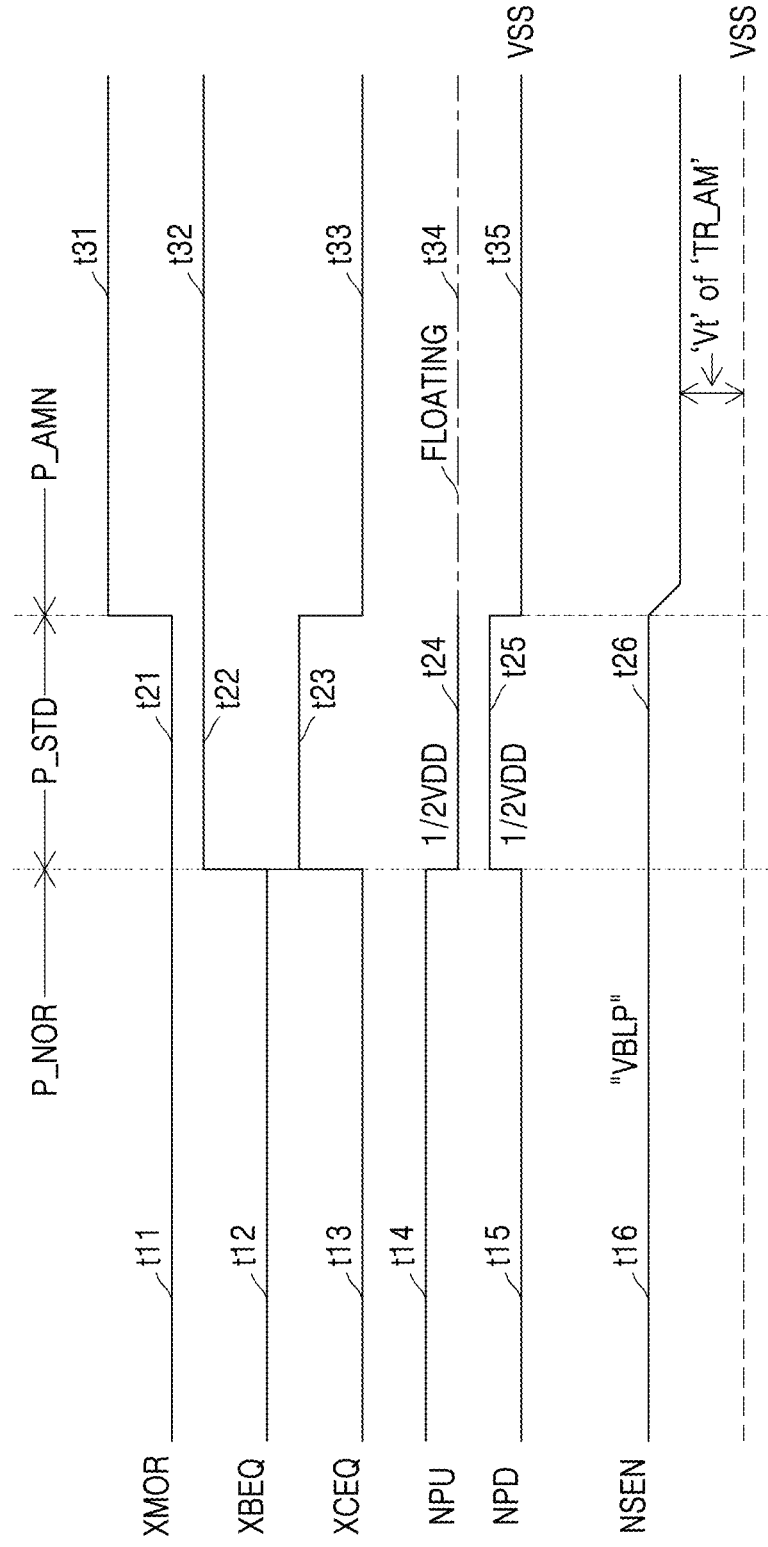 P_NOR P_STD P_AMN
XMOR t11 t21 t31
XBEQ t12 t22 t32
XCEQ t13 t23 t33
NPU t14 1/2VDD t24 FLOATING t34
NPD t15 1/2VDD t25 t35 VSS
NSEN t16 "VBLP" t26
'Vt' of 'TR_AM'
VSS